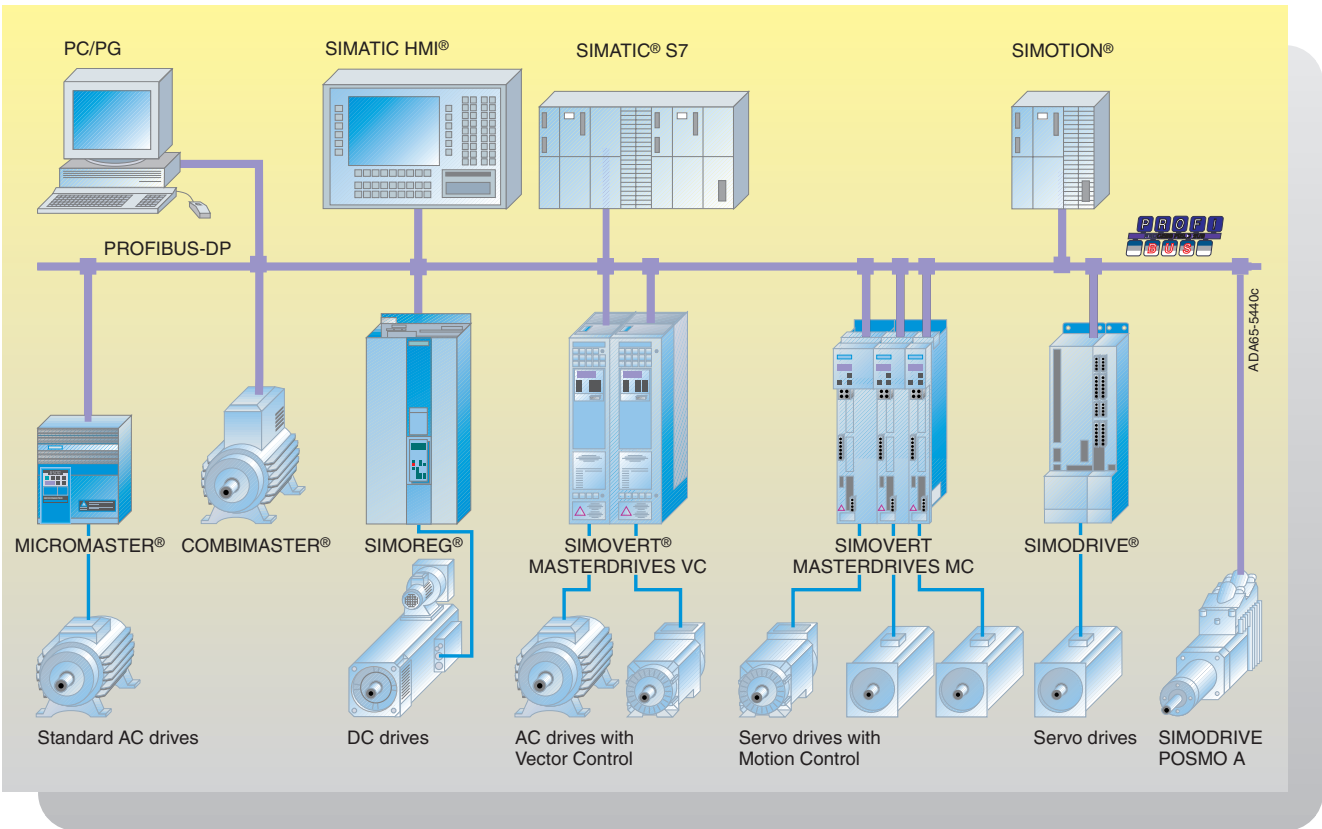 PC/PG
SIMATIC HMI®
SIMATIC® S7
SIMOTION®
PROFIBUS-DP
PROFI
BUS
ADA65-5440c
MICROMASTER®
COMBIMASTER®
SIMOREG®
SIMOVERT®
MASTERDRIVES VC
SIMOVERT
MASTERDRIVES MC
SIMODRIVE®
Standard AC drives
DC drives
AC drives with
Vector Control
Servo drives with
Motion Control
Servo drives
SIMODRIVE
POSMO A